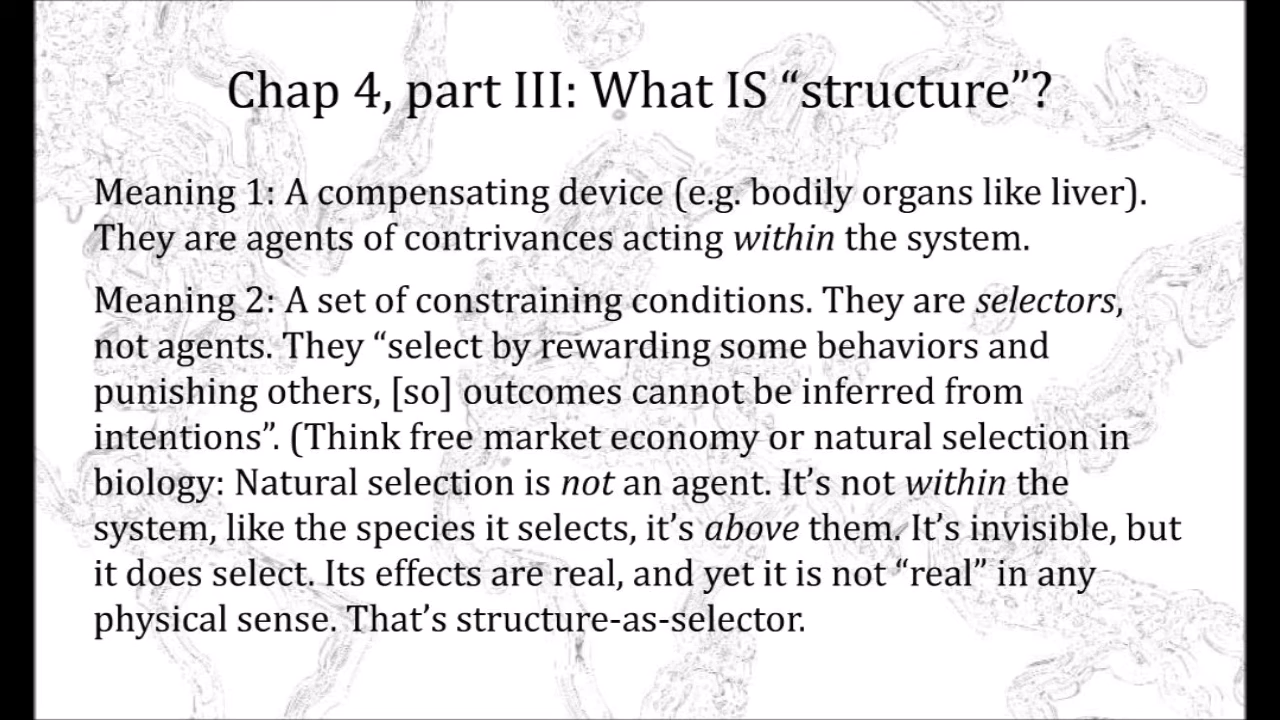 Chap 4, part III: What IS “structure”?
Meaning 1: A compensating device (e.g. bodily organs like liver).
They are agents of contrivances acting within the system.
Meaning 2: A set of constraining conditions. They are selectors,
not agents. They “select by rewarding some behaviors and
punishing others, [so] outcomes cannot be inferred from
intentions”. (Think free market economy or natural selection in
biology: Natural selection is not an agent. It’s not within the
system, like the species it selects, it’s above them. It’s invisible, but
it does select. Its effects are real, and yet it is not “real” in any
physical sense. That’s structure-as-selector.